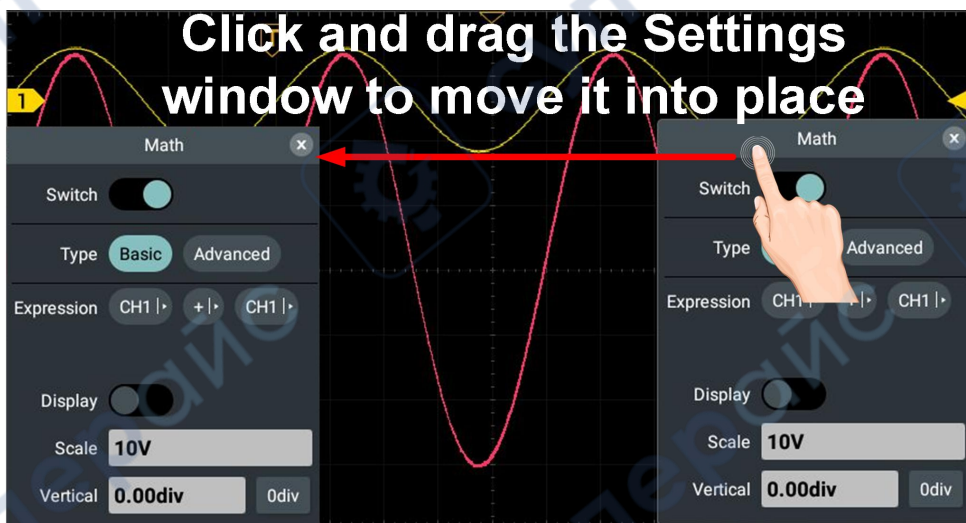 Click and drag the Settings
window to move it into place
1
Math x
Switch
Type Basic Advanced
Expression CH1 + CH1
Display
Scale 10V
Vertical 0.00div 0div
Math x
Switch
Type Advanced
Expression CH1 CH1
Display
Scale 10V
Vertical 0.00div 0div